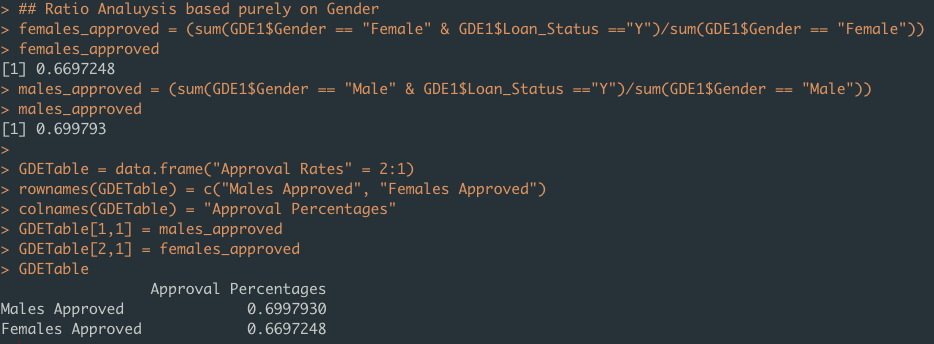 > ## Ratio Analuysis based purely on Gender
> females_approved = (sum(GDE1$Gender == "Female" & GDE1$Loan_Status =="Y")/sum(GDE1$Gender == "Female"))
> females_approved
[1] 0.6697248
> males_approved = (sum(GDE1$Gender == "Male" & GDE1$Loan_Status =="Y")/sum(GDE1$Gender == "Male"))
> males_approved
[1] 0.699793
>
> GDETable = data.frame("Approval Rates" = 2:1)
> rownames(GDETable) = c("Males Approved", "Females Approved")
> colnames(GDETable) = "Approval Percentages"
> GDETable[1,1] = males_approved
> GDETable[2,1] = females_approved
> GDETable
                 Approval Percentages
Males Approved              0.6997930
Females Approved            0.6697248